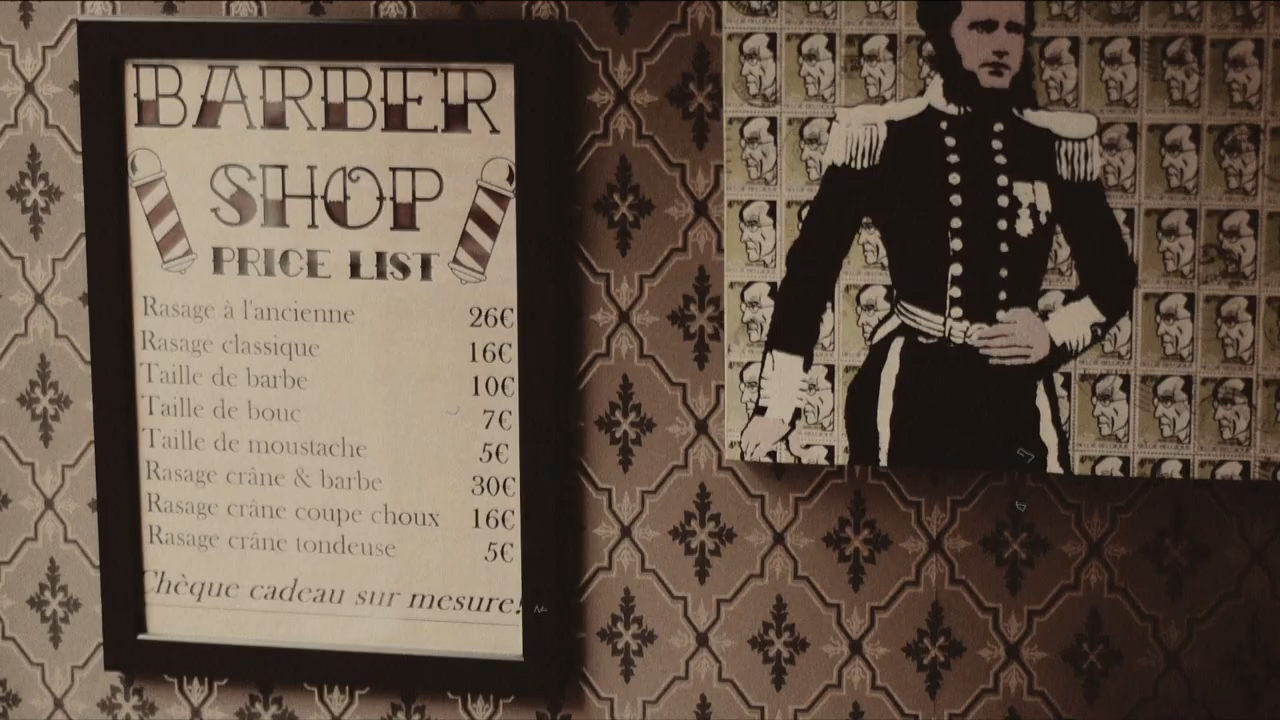 BARBER
SHOP
PRICE LIST
Rasage à l'ancienne 26€
Rasage classique 16€
Taille de barbe 10€
Taille de bouc 7€
Taille de moustache 5€
Rasage crâne & barbe 30€
Rasage crâne coupe choux 16€
Rasage crâne tondeuse 5€
Chèque cadeau sur mesure!